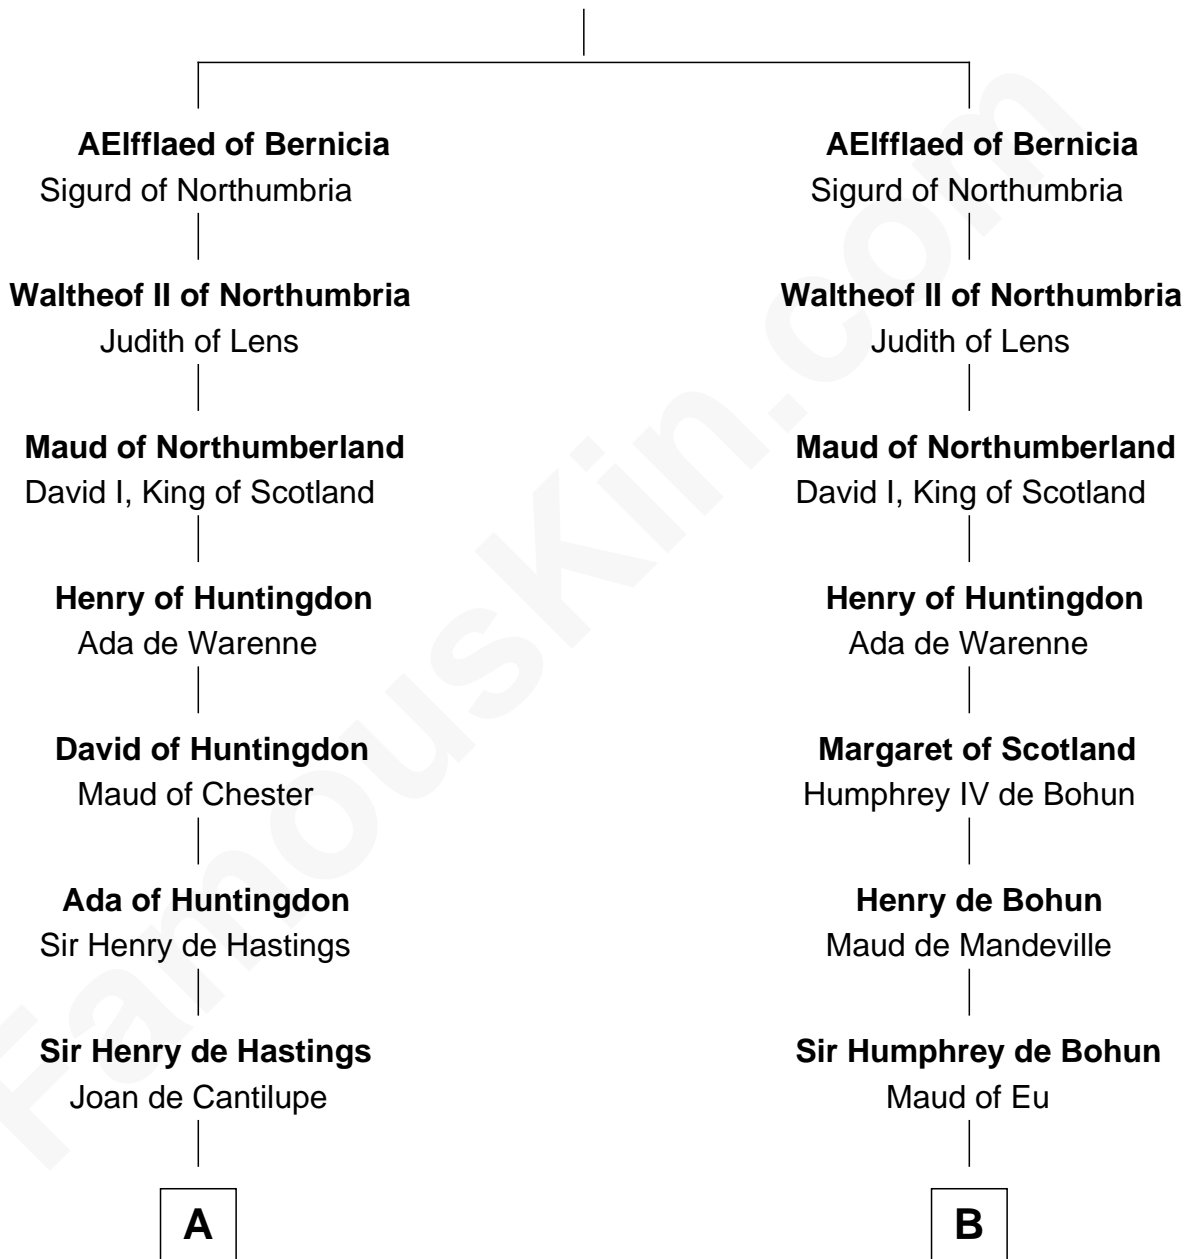 AElfflaed of Bernicia
Sigurd of Northumbria
Waltheof II of Northumbria
Judith of Lens
Maud of Northumberland
David I, King of Scotland
Henry of Huntingdon
Ada de Warenne
David of Huntingdon
Maud of Chester
Ada of Huntingdon
Sir Henry de Hastings
Sir Henry de Hastings
Joan de Cantilupe
A
AElfflaed of Bernicia
Sigurd of Northumbria
Waltheof II of Northumbria
Judith of Lens
Maud of Northumberland
David I, King of Scotland
Henry of Huntingdon
Ada de Warenne
Margaret of Scotland
Humphrey IV de Bohun
Henry de Bohun
Maud de Mandeville
Sir Humphrey de Bohun
Maud of Eu
B
FamousKin.com